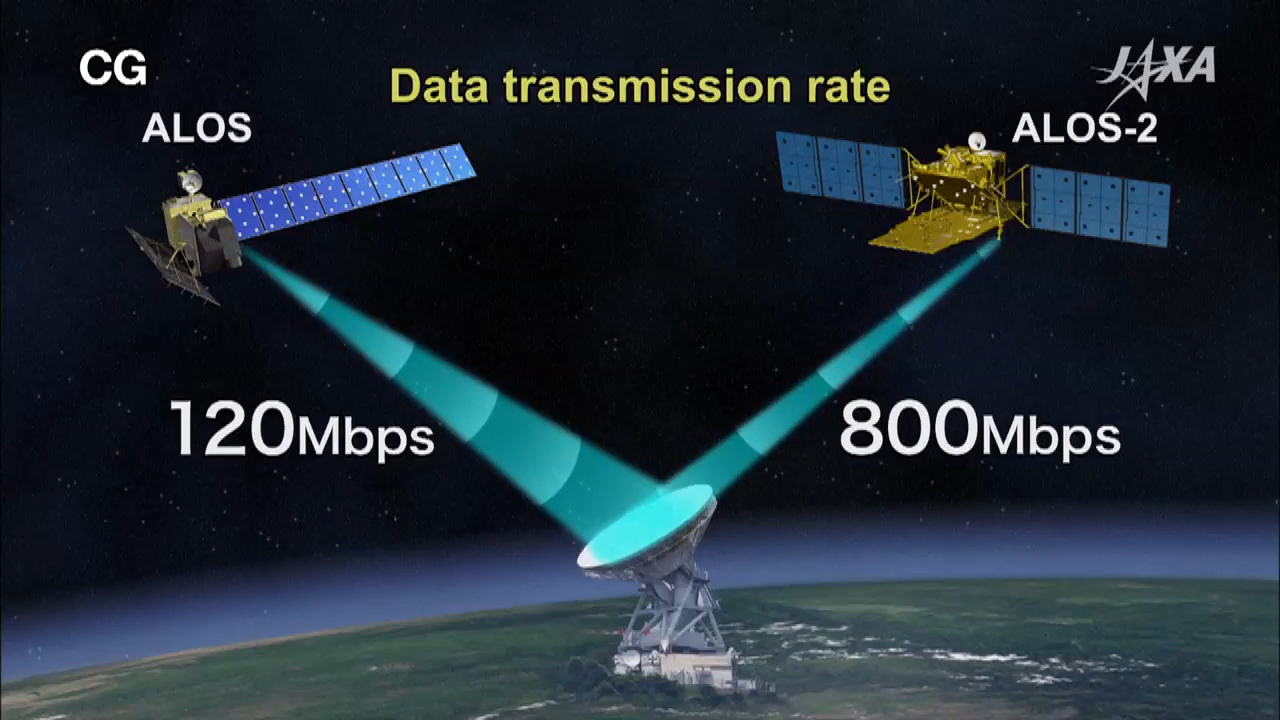 CG
Data transmission rate
JAXA
ALOS
ALOS-2
120Mbps
800Mbps